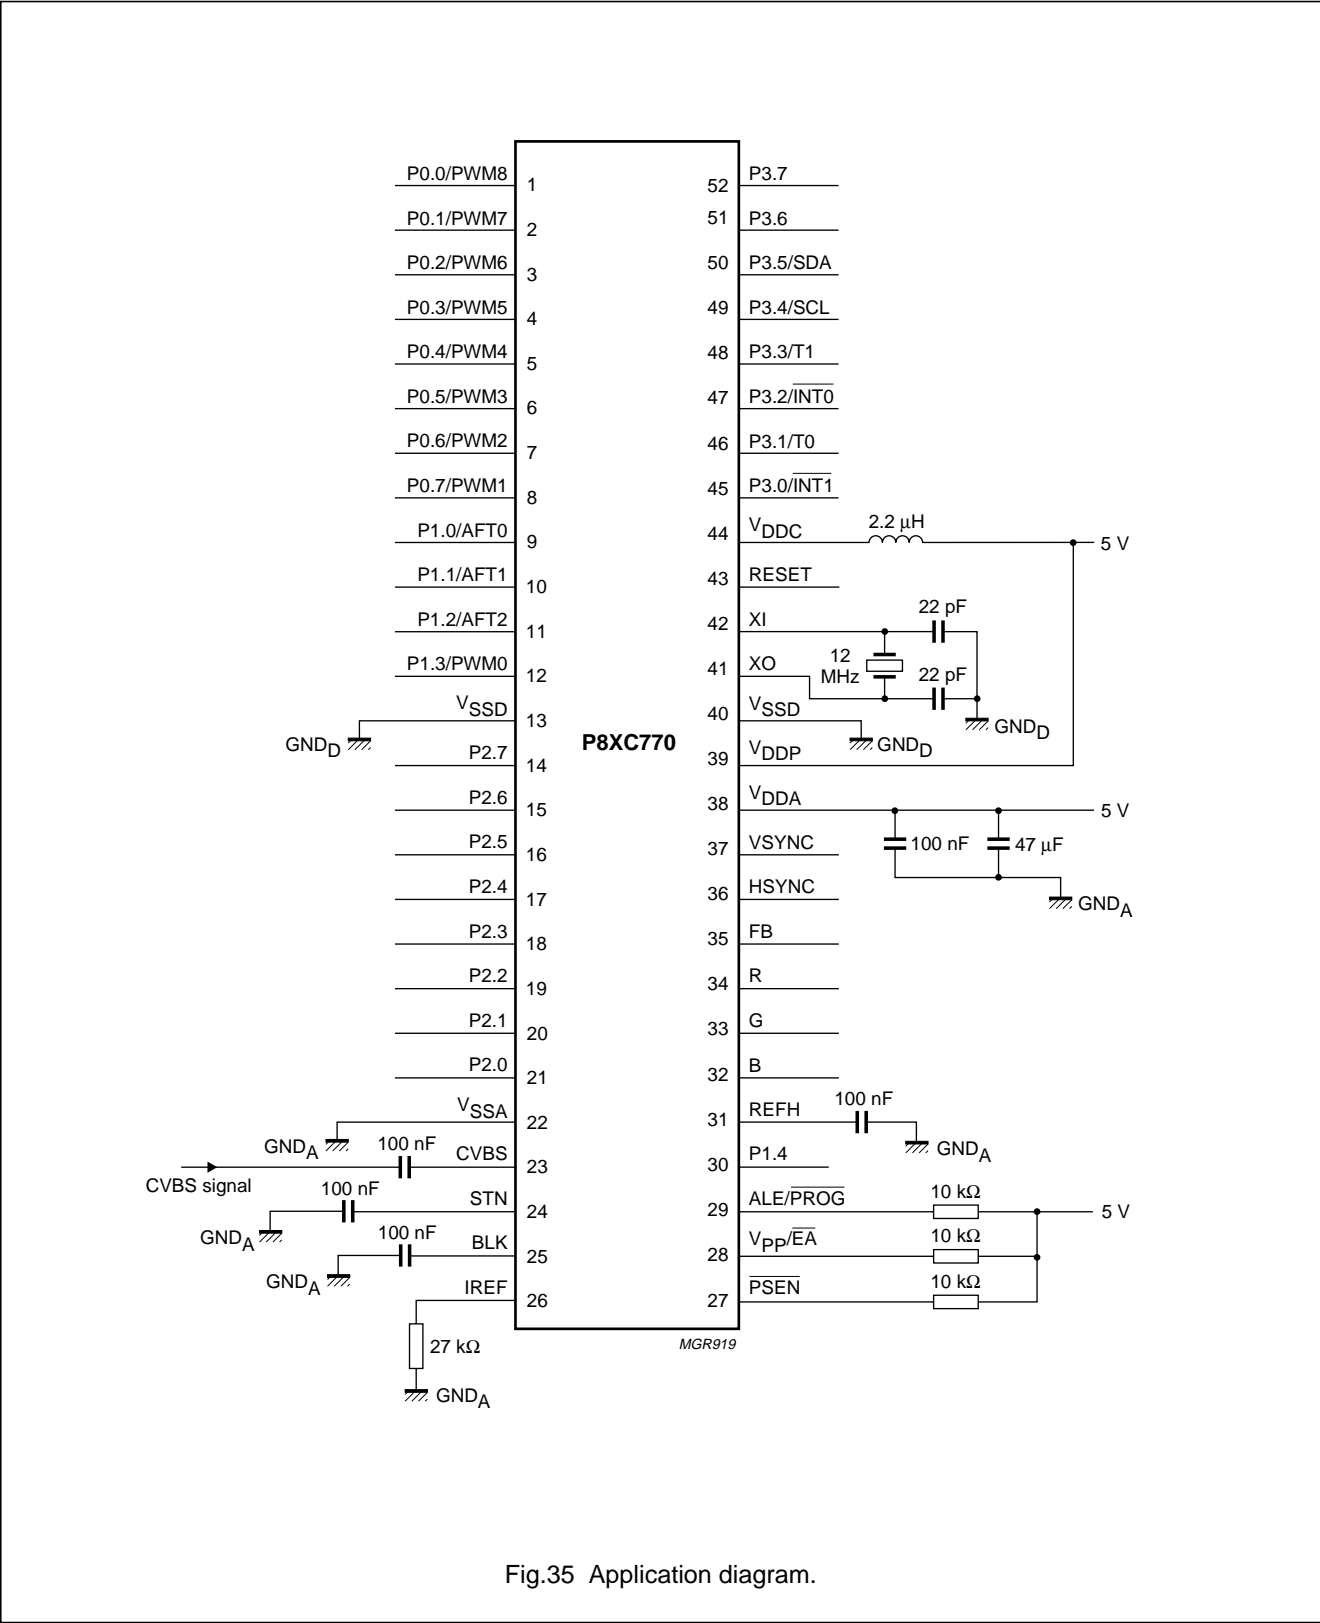 P0.0/PWM8 1
P0.1/PWM7 2
P0.2/PWM6 3
P0.3/PWM5 4
P0.4/PWM4 5
P0.5/PWM3 6
P0.6/PWM2 7
P0.7/PWM1 8
P1.0/AFT0 9
P1.1/AFT1 10
P1.2/AFT2 11
P1.3/PWM0 12
VSSD 13
GNDD
P2.7 14
P2.6 15
P2.5 16
P2.4 17
P2.3 18
P2.2 19
P2.1 20
P2.0 21
VSSA 22
GNDA
100 nF CVBS 23
CVBS signal
100 nF STN 24
GNDA
100 nF BLK 25
GNDA
IREF 26
27 kΩ
GNDA
P8XC770
52 P3.7
51 P3.6
50 P3.5/SDA
49 P3.4/SCL
48 P3.3/T1
47 P3.2/INT0
46 P3.1/T0
45 P3.0/INT1
44 VDDC 2.2 μH 5 V
43 RESET
42 XI 22 pF
12
MHz
41 XO 22 pF
GNDD
40 VSSD
GNDD
39 VDDP
38 VDDA 5 V
100 nF 47 μF
GNDA
37 VSYNC
36 HSYNC
35 FB
34 R
33 G
32 B
31 REFH 100 nF
GNDA
30 P1.4
29 ALE/PROG 10 kΩ 5 V
28 VPP/EA 10 kΩ
27 PSEN 10 kΩ
MGR919
Fig.35 Application diagram.